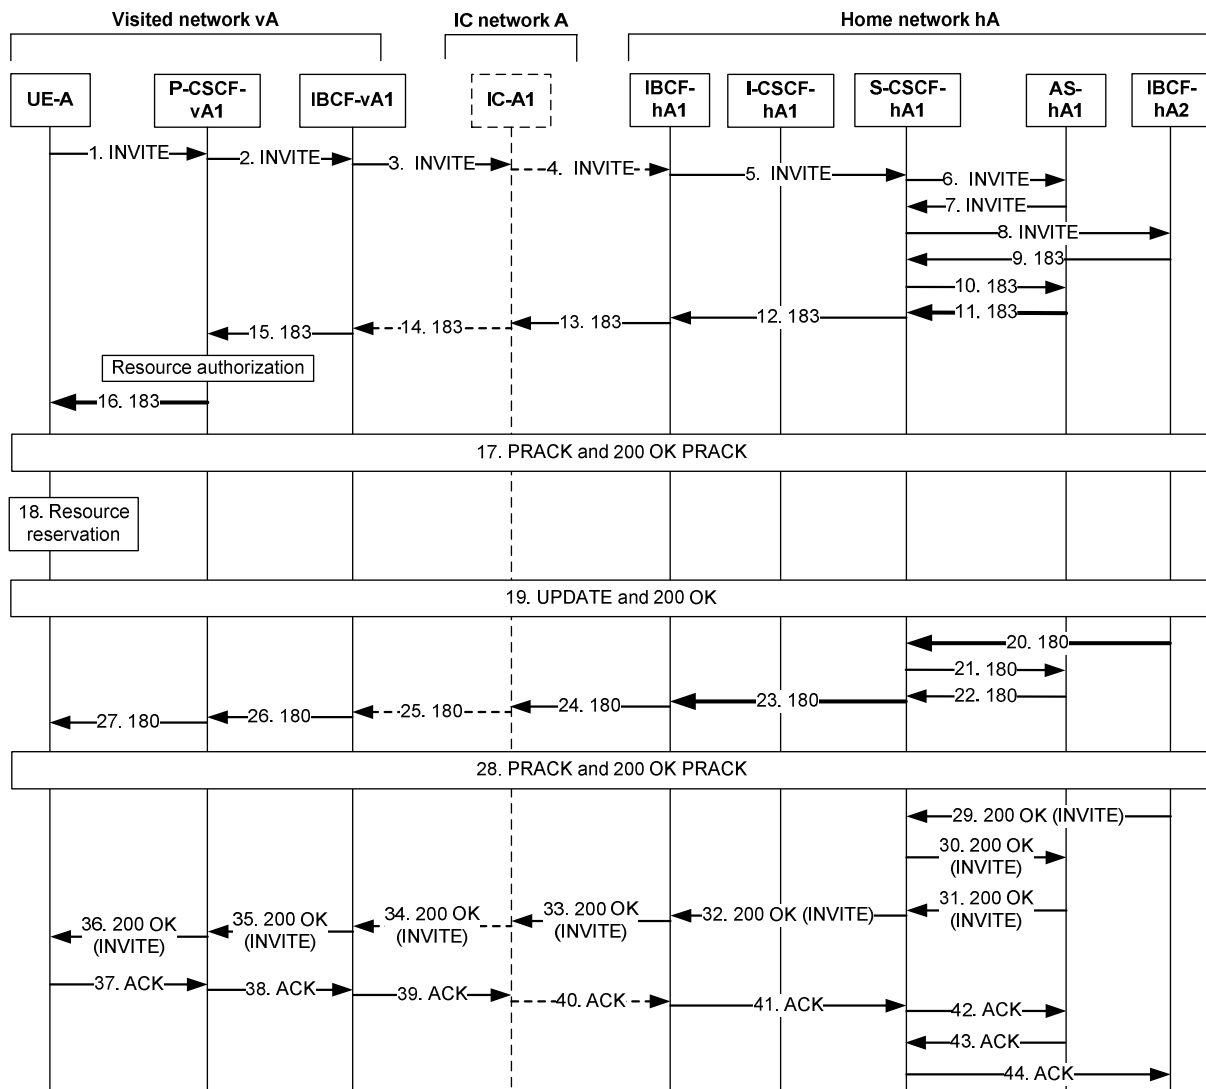 Visited network vA
IC network A
Home network hA
UE-A
P-CSCF-
vA1
IBCF-vA1
IC-A1
IBCF-
hA1
I-CSCF-
hA1
S-CSCF-
hA1
AS-
hA1
IBCF-
hA2
1. INVITE
2. INVITE
3. INVITE
4. INVITE
5. INVITE
6. INVITE
7. INVITE
8. INVITE
9. 183
10. 183
11. 183
12. 183
13. 183
14. 183
15. 183
Resource authorization
16. 183
17. PRACK and 200 OK PRACK
18. Resource
reservation
19. UPDATE and 200 OK
20. 180
21. 180
22. 180
23. 180
24. 180
25. 180
26. 180
27. 180
28. PRACK and 200 OK PRACK
29. 200 OK (INVITE)
30. 200 OK
(INVITE)
31. 200 OK
(INVITE)
32. 200 OK (INVITE)
33. 200 OK
(INVITE)
34. 200 OK
(INVITE)
35. 200 OK
(INVITE)
36. 200 OK
(INVITE)
37. ACK
38. ACK
39. ACK
40. ACK
41. ACK
42. ACK
43. ACK
44. ACK